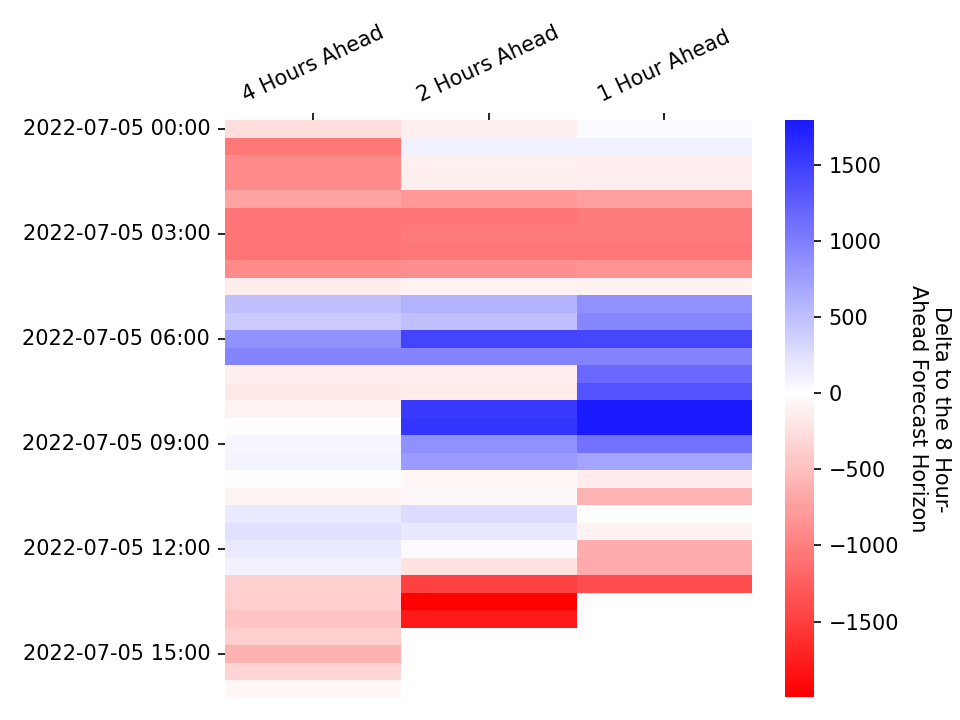 4 Hours Ahead
2 Hours Ahead
1 Hour Ahead
2022-07-05 00:00
2022-07-05 03:00
2022-07-05 06:00
2022-07-05 09:00
2022-07-05 12:00
2022-07-05 15:00
1500
1000
500
0
−500
−1000
−1500
Delta to the 8 Hour-
Ahead Forecast Horizon